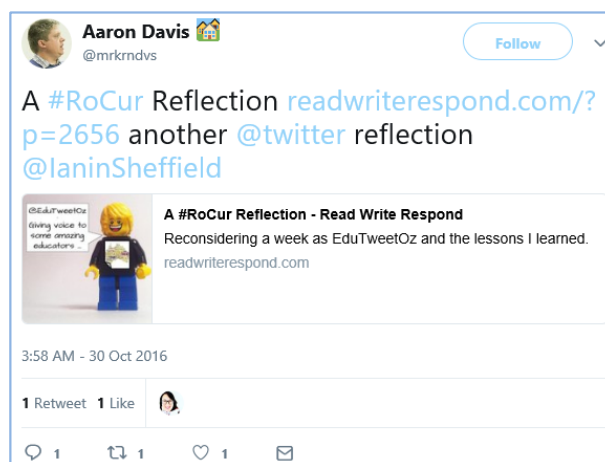 Aaron Davis
@mrkrndvs
Follow
A #RoCur Reflection readwriterespond.com/?
p=2656 another @twitter reflection
@IaninSheffield
@EduTweetOz
Giving voice to
some amazing
educators ...
A #RoCur Reflection - Read Write Respond
Reconsidering a week as EduTweetOz and the lessons I learned.
readwriterespond.com
3:58 AM - 30 Oct 2016
1 Retweet 1 Like
1 1 1